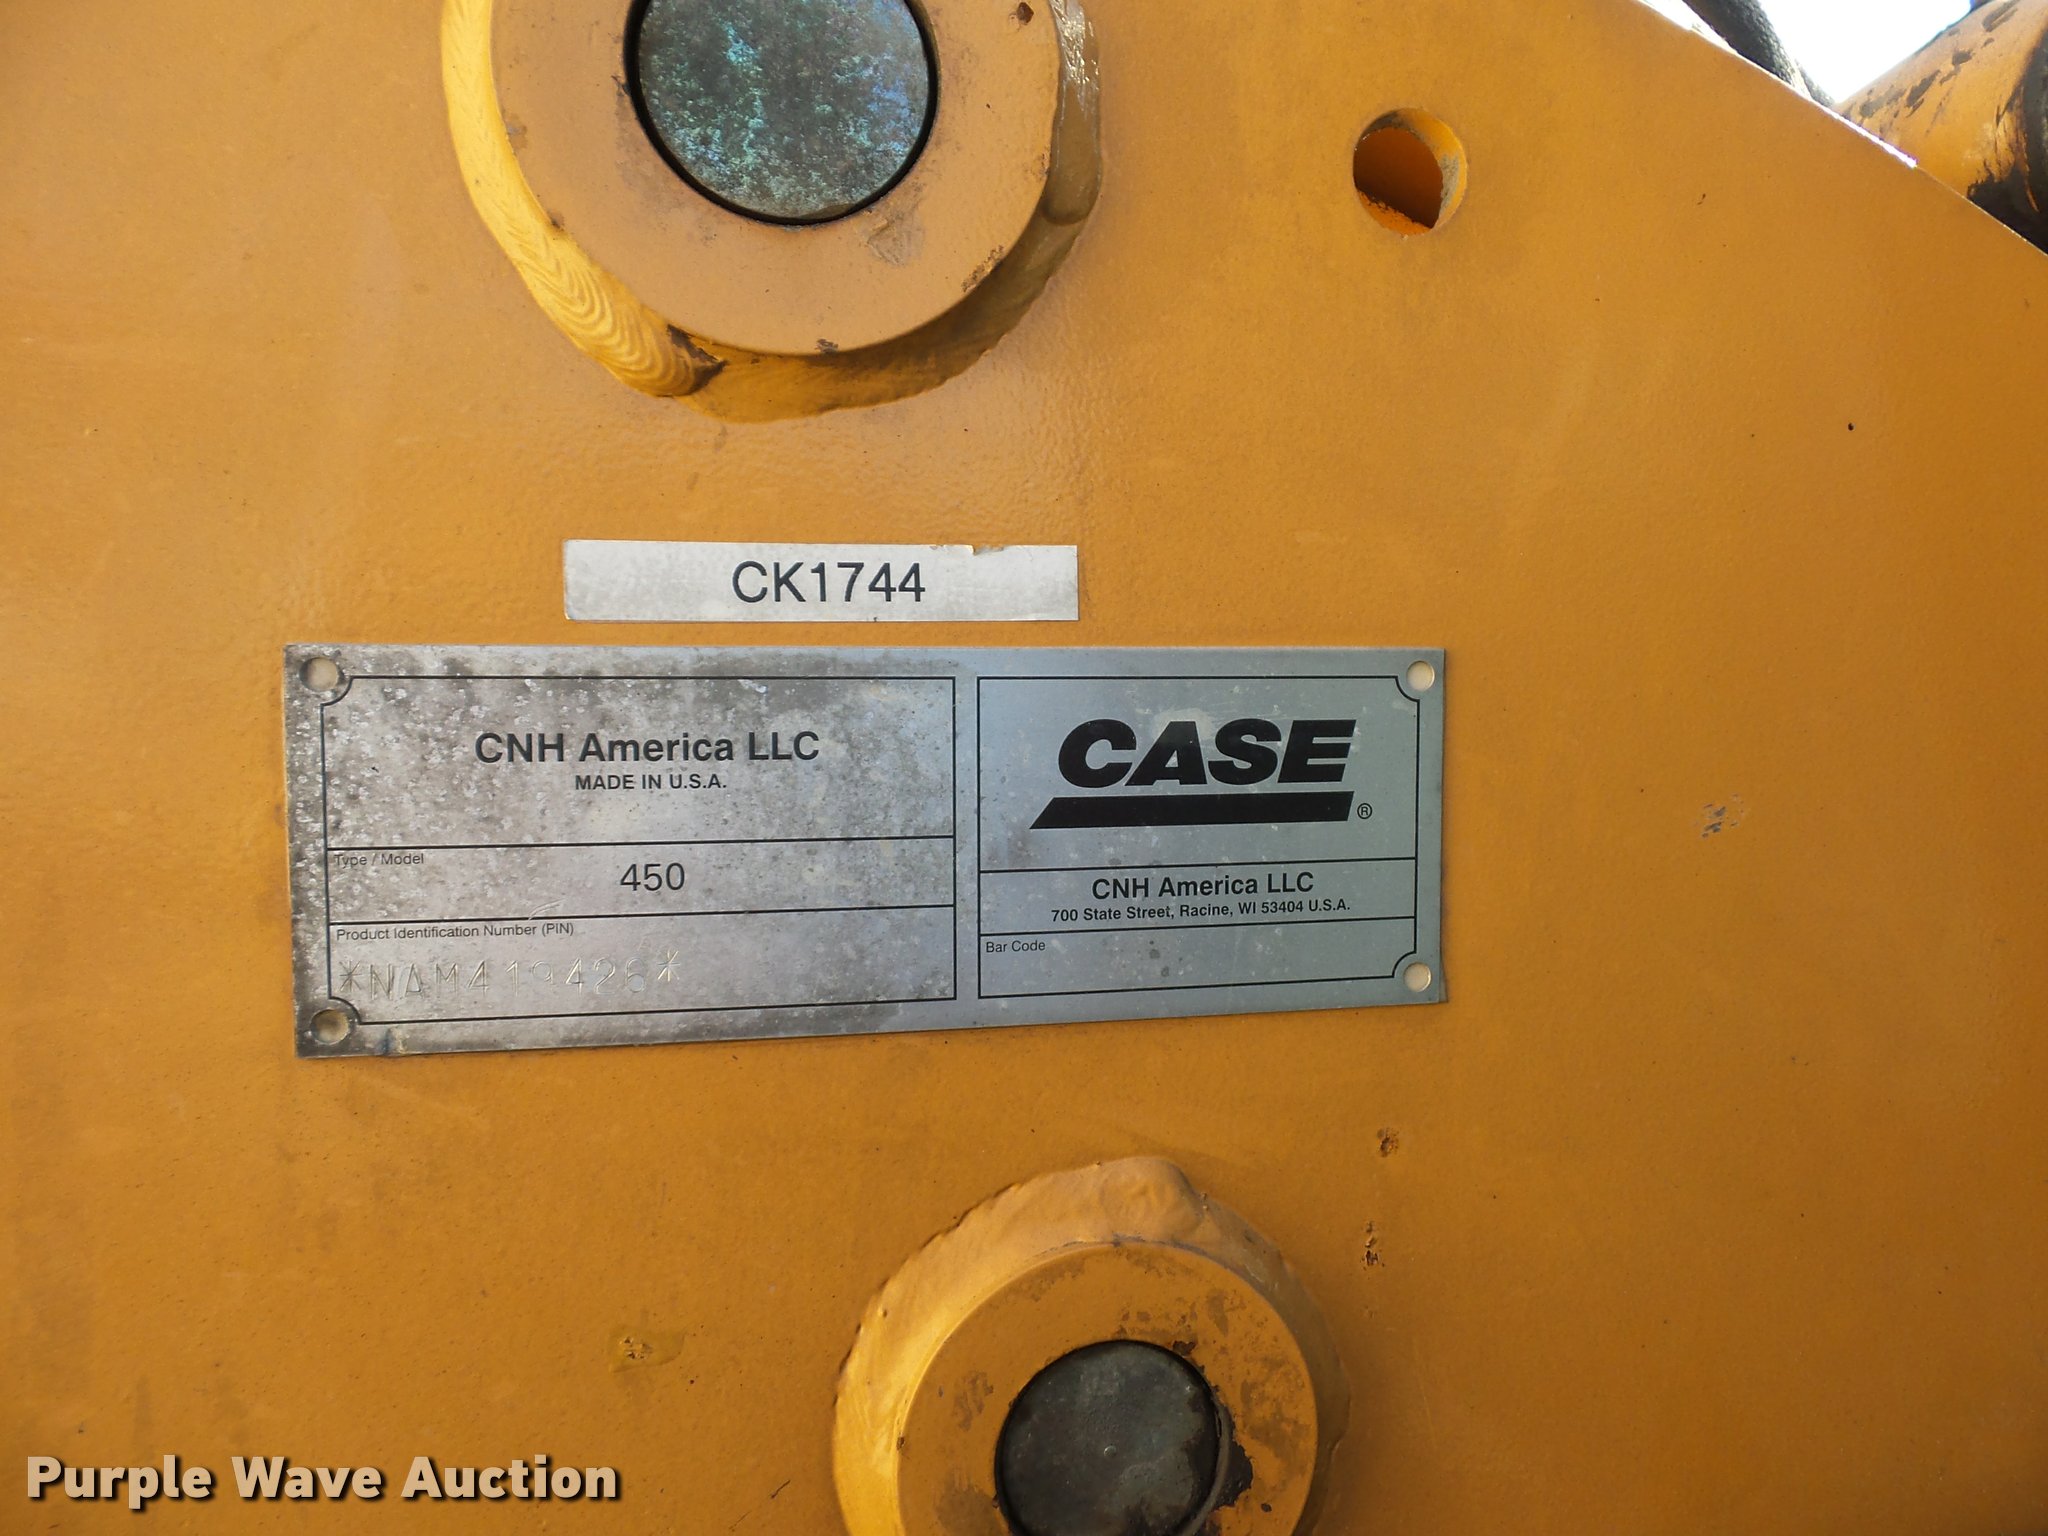 CK1744
CNH America LLC
MADE IN U.S.A.
Type / Model
450
Product Identification Number (PIN)
*NAM419426*
CASE®
CNH America LLC
700 State Street, Racine, WI 53404 U.S.A.
Bar Code
Purple Wave Auction